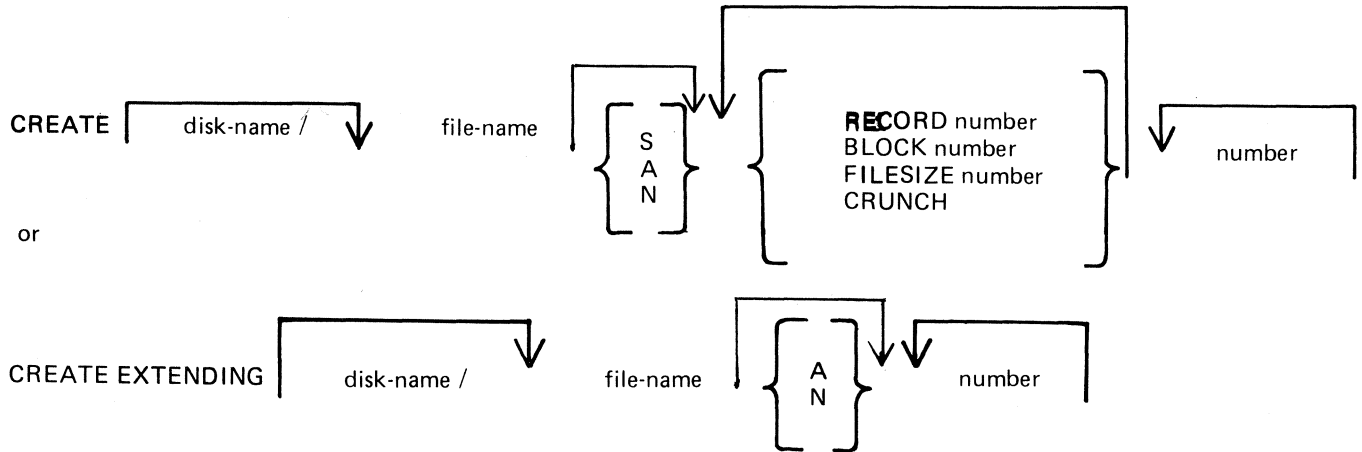 CREATE disk-name / file-name
S
A
N
RECORD number
BLOCK number
FILESIZE number
CRUNCH
number
or
CREATE EXTENDING disk-name / file-name
A
N
number